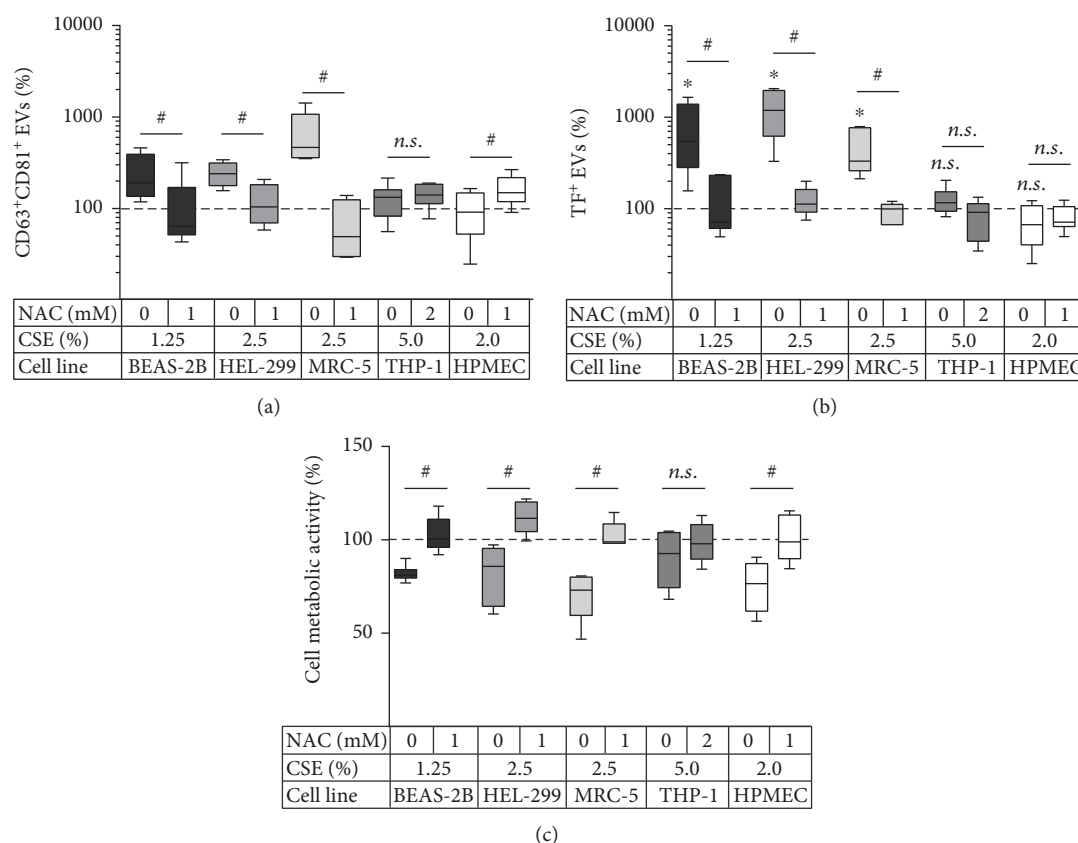 10000
1000
100
CD63⁺CD81⁺ EVs (%)
# # # n.s. #
NAC (mM) 0 1 0 1 0 1 0 2 0 1
CSE (%) 1.25 2.5 2.5 5.0 2.0
Cell line BEAS-2B HEL-299 MRC-5 THP-1 HPMEC
(a)
10000
1000
100
TF⁺ EVs (%)
# # # n.s. n.s.
* * * n.s. n.s.
NAC (mM) 0 1 0 1 0 1 0 2 0 1
CSE (%) 1.25 2.5 2.5 5.0 2.0
Cell line BEAS-2B HEL-299 MRC-5 THP-1 HPMEC
(b)
150
100
50
Cell metabolic activity (%)
# # # n.s. #
NAC (mM) 0 1 0 1 0 1 0 2 0 1
CSE (%) 1.25 2.5 2.5 5.0 2.0
Cell line BEAS-2B HEL-299 MRC-5 THP-1 HPMEC
(c)